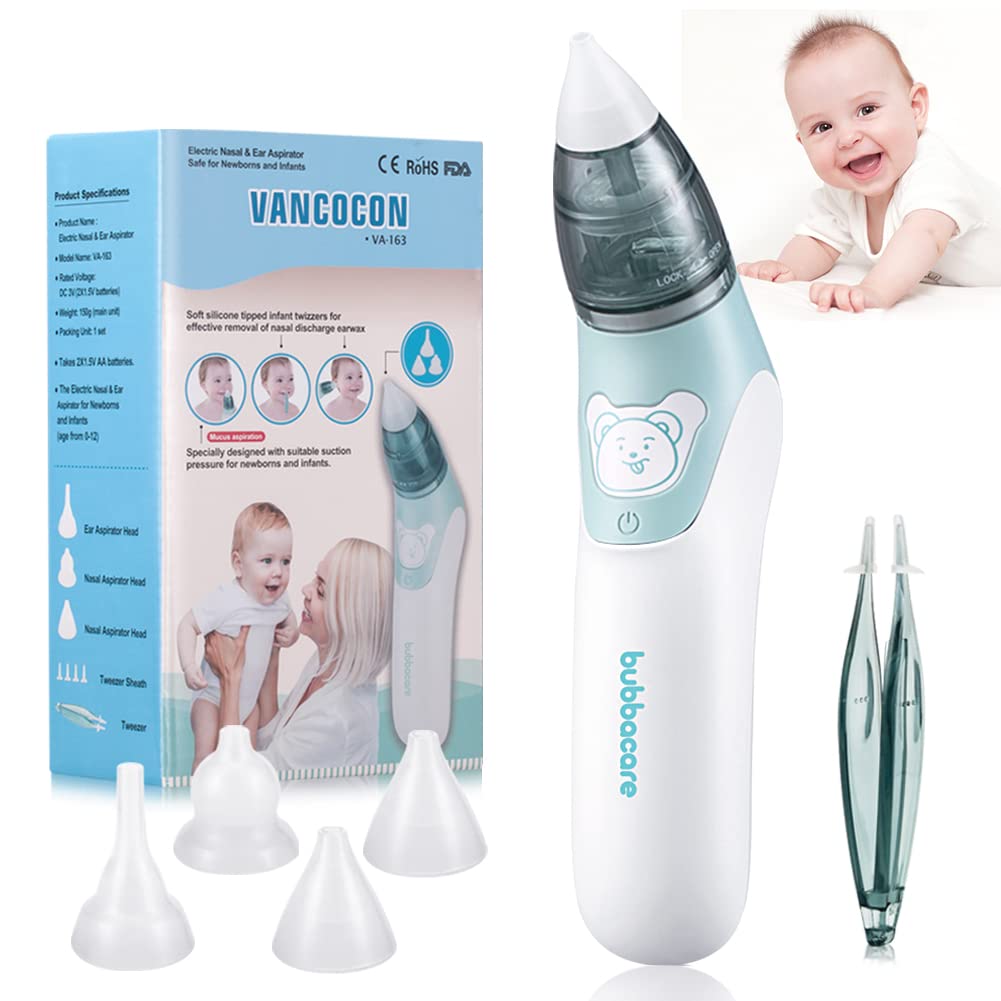 Product Specifications
• Product Name :
Electric Nasal & Ear Aspirator
• Model Name: VA-163
• Rated Voltage:
DC 3V (2X1.5V batteries)
• Weight: 150g (main unit)
• Packing Unit: 1 set
• Takes 2X1.5V AA batteries.
• The Electric Nasal & Ear
Aspirator for Newborns
and Infants
(age from 0-12)
Ear Aspirator Head
Nasal Aspirator Head
Nasal Aspirator Head
Tweezer Sheath
Tweezer
Electric Nasal & Ear Aspirator
Safe for Newborns and Infants
CE RoHS FDA
VANCOCON
• VA-163
Soft silicone tipped infant twizzers for
effective removal of nasal discharge earwax
Mucus aspiration
Specially designed with suitable suction
pressure for newborns and infants.
bubbacare
LOCK OPEN
bubbacare